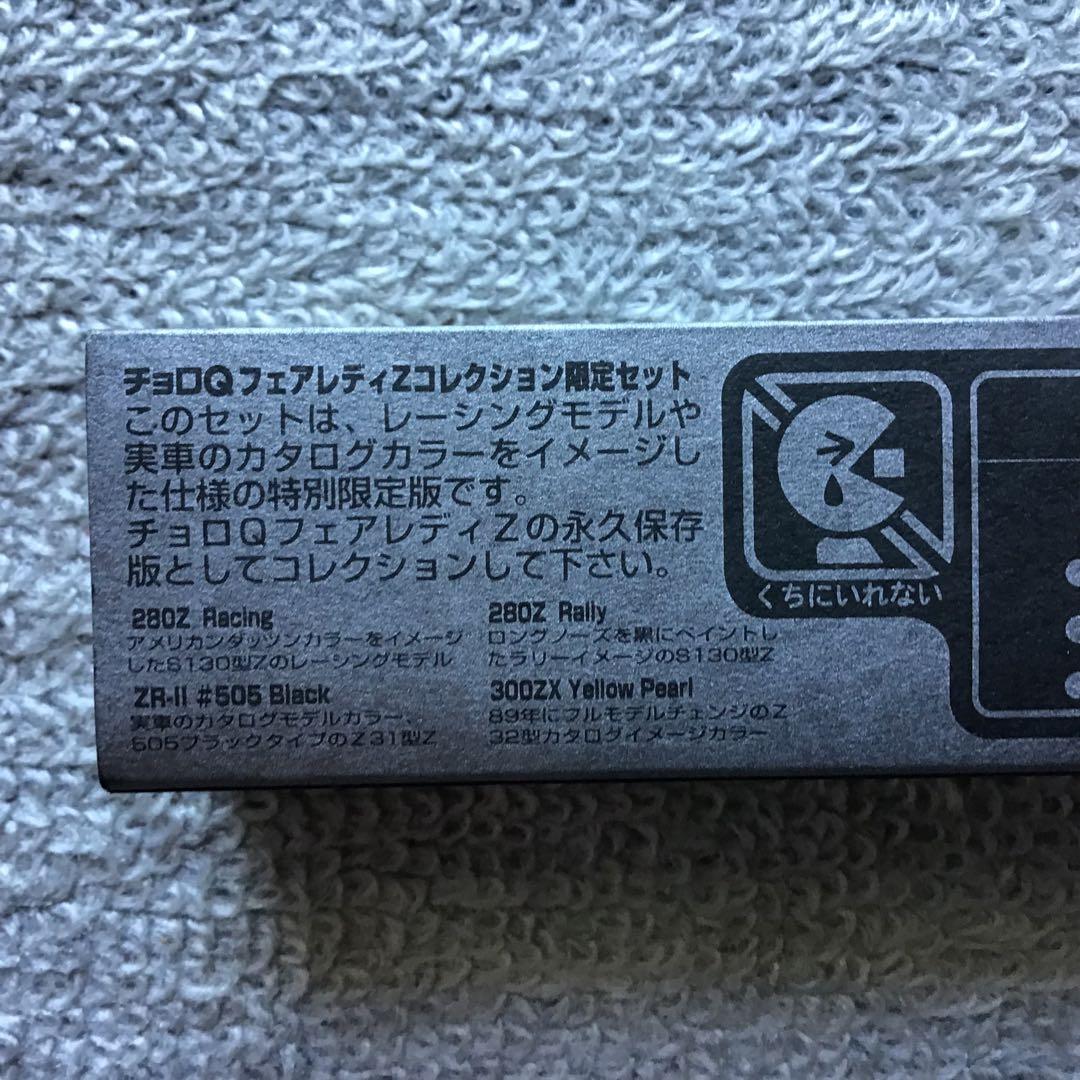 チョロQフェアレディZコレクション限定セット
このセットは、レーシングモデルや
実車のカタログカラーをイメージし
た仕様の特別限定版です。
チョロQフェアレディZの永久保存
版としてコレクションして下さい。
280Z Racing
アメリカンダッツンカラーをイメージ
したS130型Zのレーシングモデル
280Z Rally
ロングノーズを黒にペイントし
たラリーイメージのS130型Z
ZR-II #505 Black
実車のカタログモデルカラー、
505ブラックタイプのZ31型Z
300ZX Yellow Pearl
89年にフルモデルチェンジのZ
32型カタログイメージカラー
くちにいれない